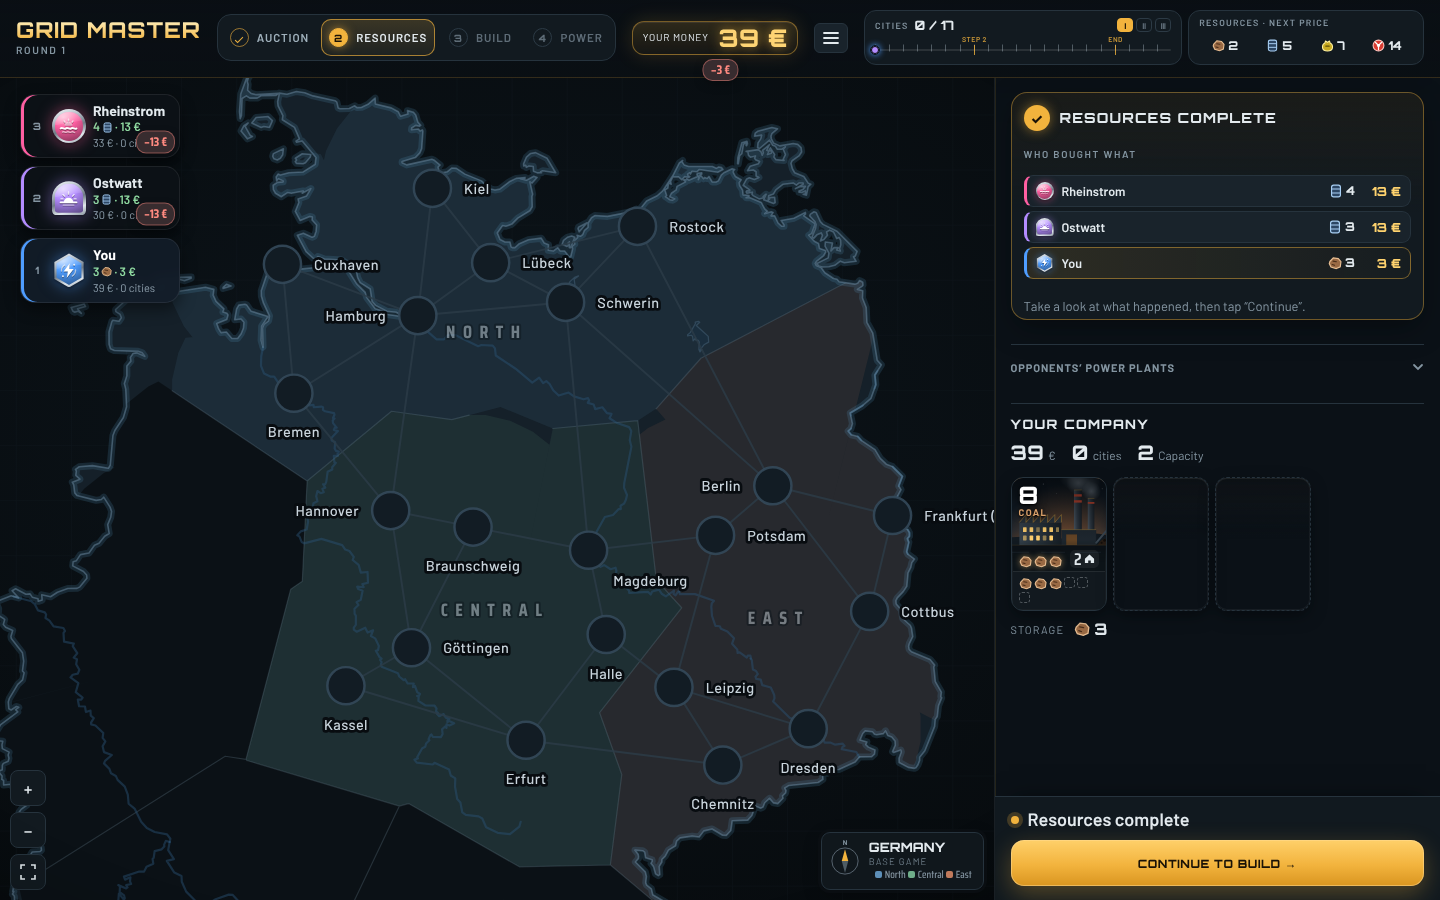 GRID MASTER
ROUND 1
AUCTION
2 RESOURCES
3 BUILD
4 POWER
YOUR MONEY 39 €
-3 €
CITIES 0 / 17
I II III
STEP 2
END
RESOURCES · NEXT PRICE
2 5 7 14
3 Rheinstrom
4 · 13 €
33 € · 0 ci
-13 €
2 Ostwatt
3 · 13 €
30 € · 0 c
-13 €
1 You
3 · 3 €
39 € · 0 cities
Kiel
Rostock
Cuxhaven
Lübeck
Schwerin
Hamburg
NORTH
Bremen
Berlin
Hannover
Frankfurt (
Potsdam
Braunschweig
Magdeburg
CENTRAL
EAST
Cottbus
Göttingen
Halle
Leipzig
Kassel
Erfurt
Dresden
Chemnitz
+
−
N
GERMANY
BASE GAME
North Central East
RESOURCES COMPLETE
WHO BOUGHT WHAT
Rheinstrom 4 13 €
Ostwatt 3 13 €
You 3 3 €
Take a look at what happened, then tap “Continue”.
OPPONENTS’ POWER PLANTS
YOUR COMPANY
39 € 0 cities 2 Capacity
8
COAL
2
STORAGE 3
Resources complete
CONTINUE TO BUILD →